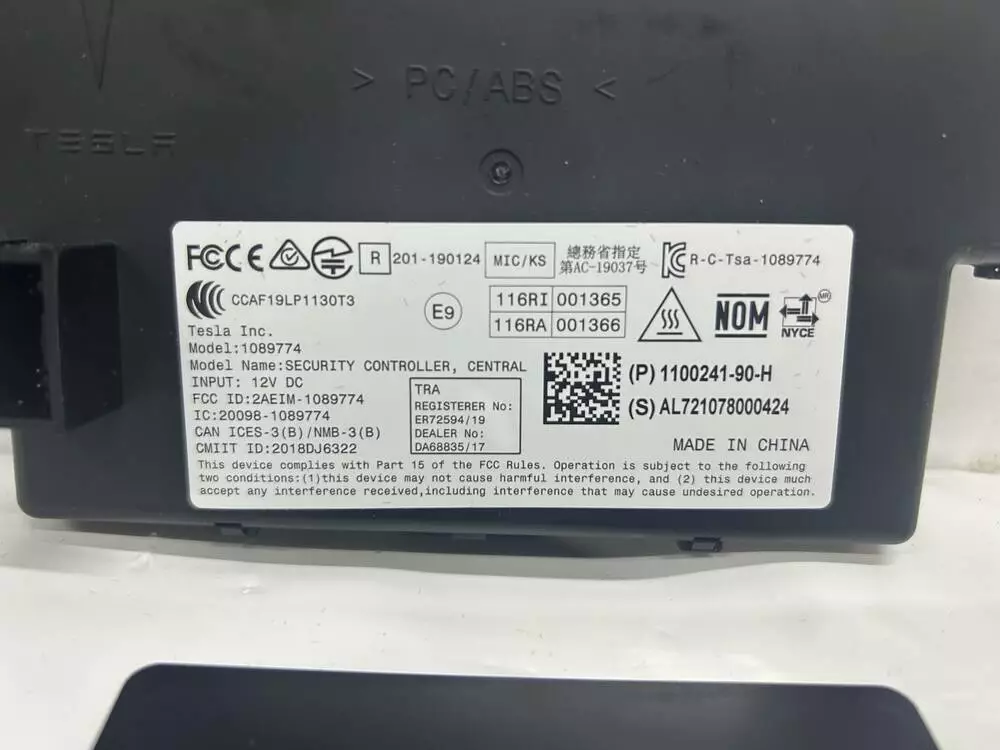 > PC/ABS <
TESLA
FC CE R 201-190124 MIC/KS 總務省指定 第AC-19037号 R-C-Tsa-1089774
CCAF19LP1130T3
E9
116RI 001365
116RA 001366
NOM
NYCE
MR
Tesla Inc.
Model:1089774
Model Name:SECURITY CONTROLLER, CENTRAL
INPUT: 12V DC
FCC ID:2AEIM-1089774
IC:20098-1089774
CAN ICES-3(B)/NMB-3(B)
CMIIT ID:2018DJ6322
TRA
REGISTERER No:
ER72594/19
DEALER No:
DA68835/17
(P) 1100241-90-H
(S) AL721078000424
MADE IN CHINA
This device complies with Part 15 of the FCC Rules. Operation is subject to the following
two conditions:(1)this device may not cause harmful interference, and (2) this device much
accept any interference received,including interference that may cause undesired operation.